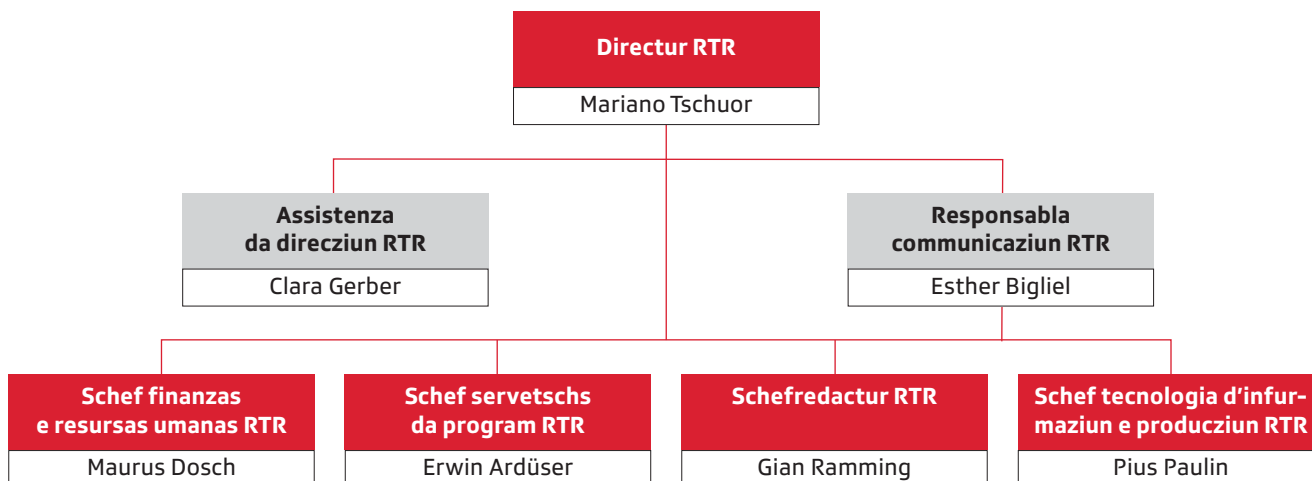 Directur RTR
Mariano Tschuor
Assistenza
da direcziun RTR
Clara Gerber
Responsabla
communicaziun RTR
Esther Bigliel
Schef finanzas
e resursas umanas RTR
Maurus Dosch
Schef servetschs
da program RTR
Erwin Ardüser
Schefredactur RTR
Gian Ramming
Schef tecnologia d'infur-
maziun e producziun RTR
Pius Paulin